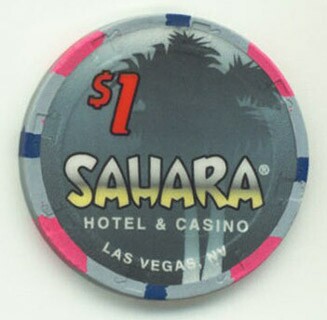 $1
SAHARA®
HOTEL & CASINO
LAS VEGAS, NV